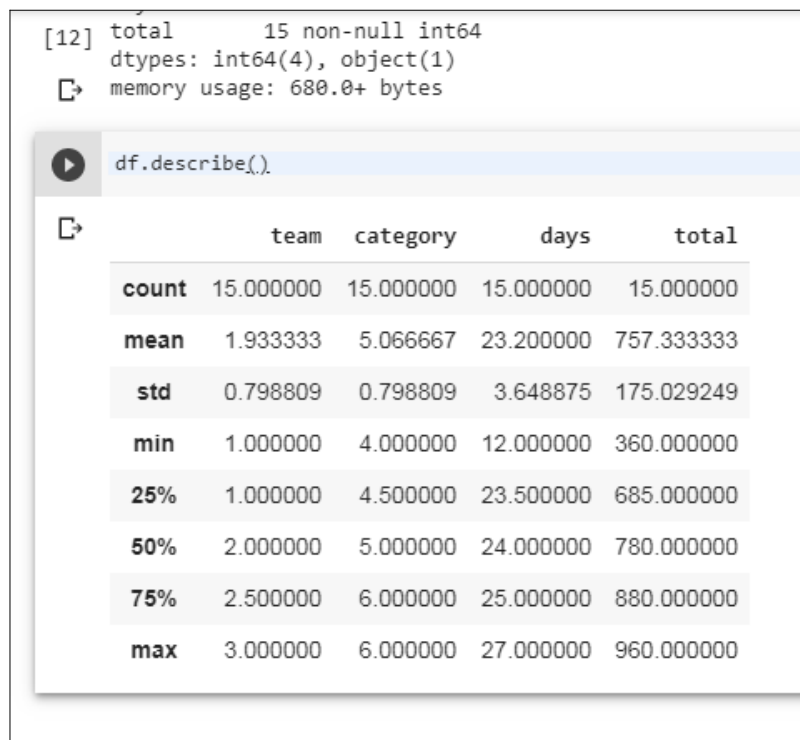 [12] total 15 non-null int64
dtypes: int64(4), object(1)
memory usage: 680.0+ bytes
df.describe()
team category days total
count 15.000000 15.000000 15.000000 15.000000
mean 1.933333 5.066667 23.200000 757.333333
std 0.798809 0.798809 3.648875 175.029249
min 1.000000 4.000000 12.000000 360.000000
25% 1.000000 4.500000 23.500000 685.000000
50% 2.000000 5.000000 24.000000 780.000000
75% 2.500000 6.000000 25.000000 880.000000
max 3.000000 6.000000 27.000000 960.000000